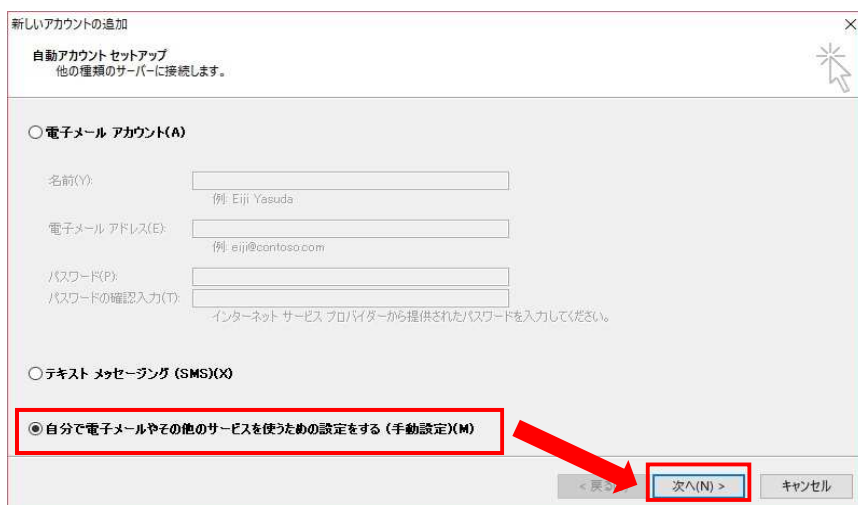 新しいアカウントの追加
自動アカウント セットアップ
他の種類のサーバーに接続します。
電子メール アカウント(A)
名前(Y):
例: Eiji Yasuda
電子メール アドレス(E):
例: eiji@contoso.com
パスワード(P):
パスワードの確認入力(T):
インターネット サービス プロバイダーから提供されたパスワードを入力してください。
テキスト メッセージング (SMS)(X)
自分で電子メールやその他のサービスを使うための設定をする (手動設定)(M)
< 戻る
次へ(N) >
キャンセル